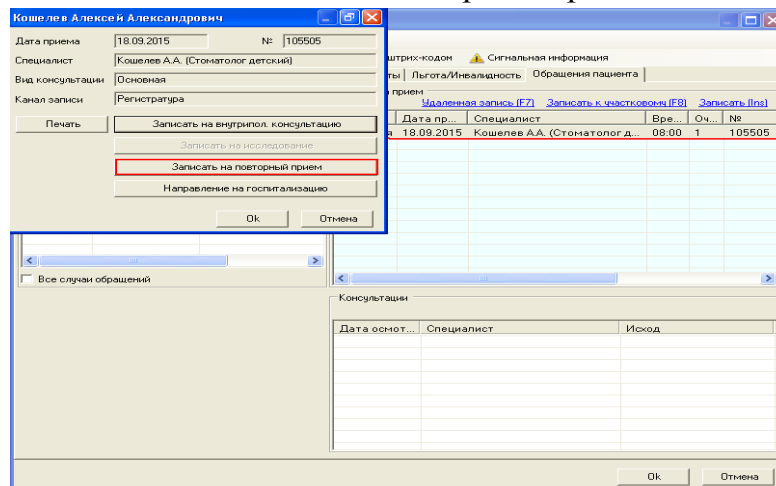 Кошелев Алексей Александрович
Дата приема 18.09.2015 № 105505
Специалист Кошелев А.А. (Стоматолог детский)
Вид консультации Основная
Канал записи Регистратура
Печать Записать на внутрипол. консультацию
Записать на исследование
Записать на повторный прием
Направление на госпитализацию
Ok Отмена
штрих-кодом Сигнальная информация
ты Льгота/Инвалидность Обращения пациента
прием
Удаленная запись (F7) Записать к участковому (F8) Записать (Ins)
Дата пр... Специалист Вре... Оч... №
я 18.09.2015 Кошелев А.А. (Стоматолог д... 08:00 1 105505
Все случаи обращений
Консультации
Дата осмот... Специалист Исход
Ok Отмена